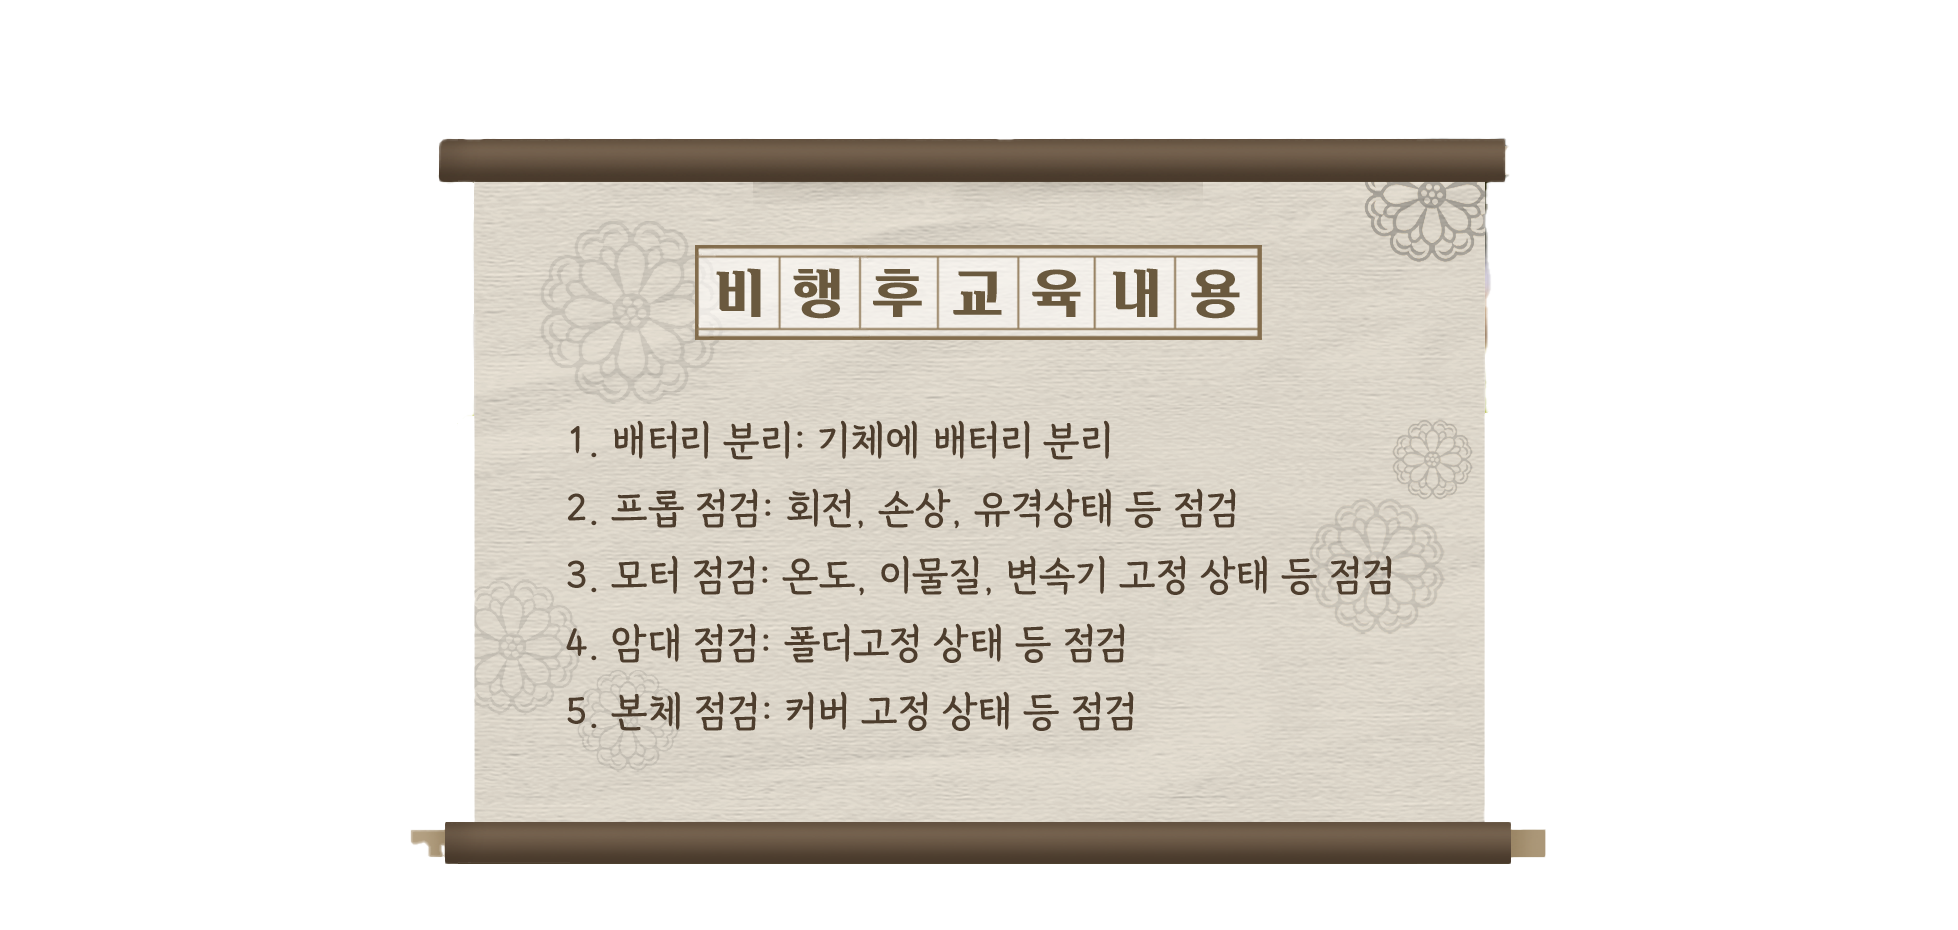 비행후교육내용
1. 배터리 분리: 기체에 배터리 분리
2. 프롭 점검: 회전, 손상, 유격상태 등 점검
3. 모터 점검: 온도, 이물질, 변속기 고정 상태 등 점검
4. 암대 점검: 폴더고정 상태 등 점검
5. 본체 점검: 커버 고정 상태 등 점검